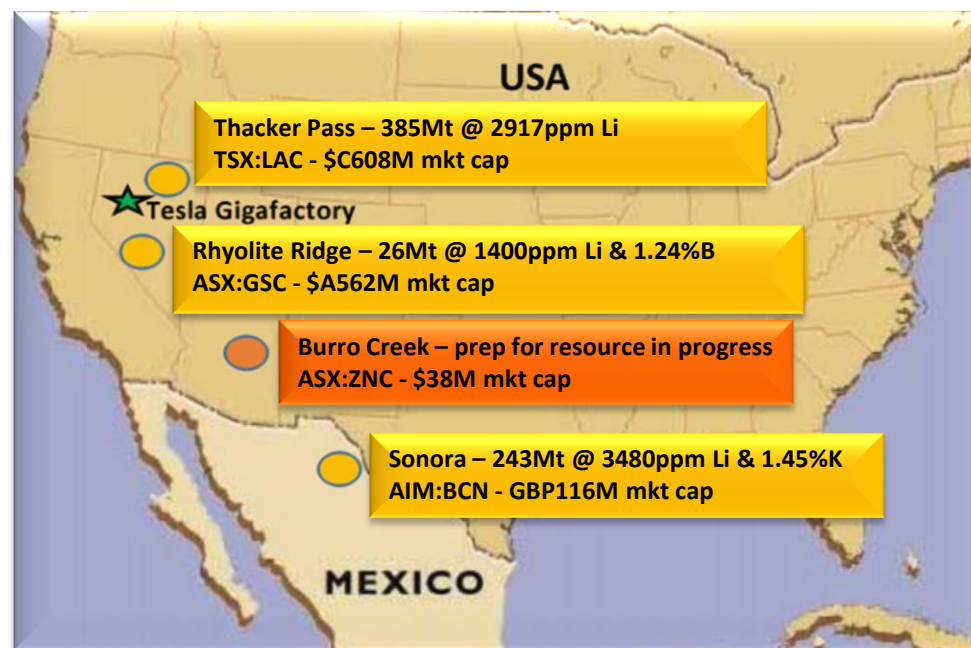 USA
Thacker Pass – 385Mt @ 2917ppm Li
TSX:LAC - $C608M mkt cap
Tesla Gigafactory
Rhyolite Ridge – 26Mt @ 1400ppm Li & 1.24%B
ASX:GSC - $A562M mkt cap
Burro Creek – prep for resource in progress
ASX:ZNC - $38M mkt cap
Sonora – 243Mt @ 3480ppm Li & 1.45%K
AIM:BCN - GBP116M mkt cap
MEXICO